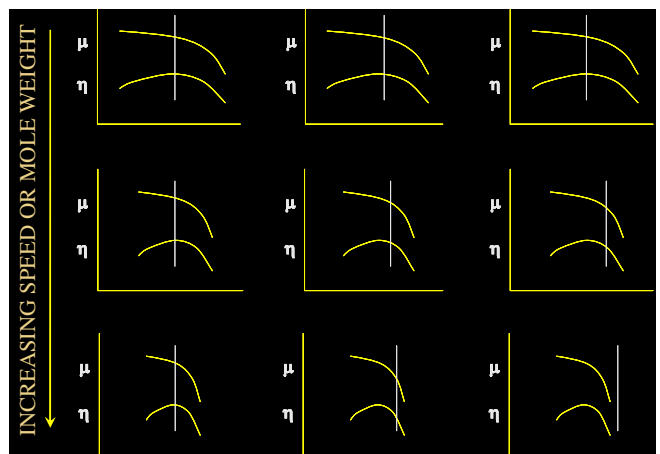 INCREASING SPEED OR MOLE WEIGHT
μ μ μ
η η η
μ μ μ
η η η
μ μ μ
η η η